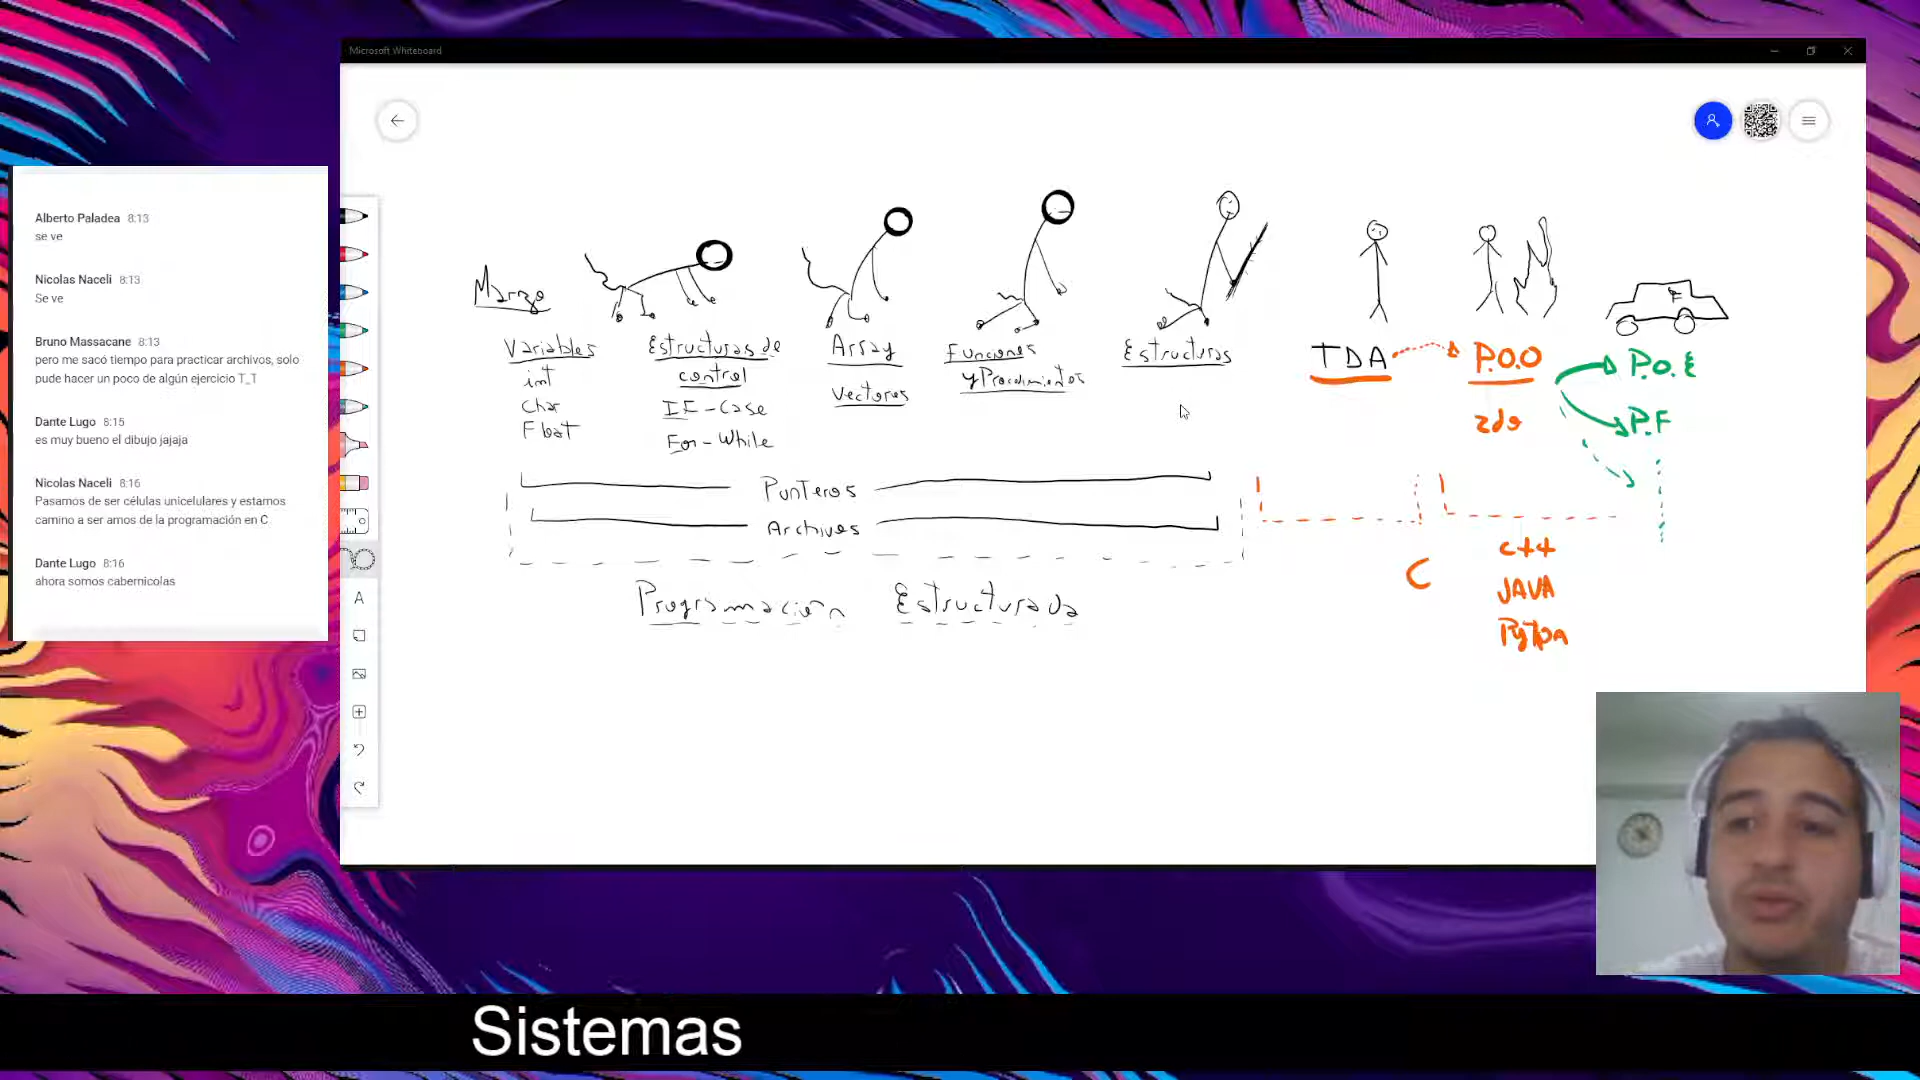 Microsoft Whiteboard
Alberto Paladea 8:13
se ve
Nicolas Naceli 8:13
Se ve
Bruno Massacane 8:13
pero me sacó tiempo para practicar archivos, solo
pude hacer un poco de algún ejercicio T_T
Dante Lugo 8:15
es muy bueno el dibujo jajaja
Nicolas Naceli 8:16
Pasamos de ser células unicelulares y estamos
camino a ser amos de la programación en C
Dante Lugo 8:16
ahora somos cabernicolas
A
Marzo
Variables
int
Char
Float
Estructuras de
control
IF - Case
For - While
Array
Vectores
Funciones
y Procedimientos
Estructuras
TDA
P.O.O
2do
F
P.O.E
P.F
Punteros
Archivos
Programación Estructurada
C
C++
JAVA
Python
Sistemas